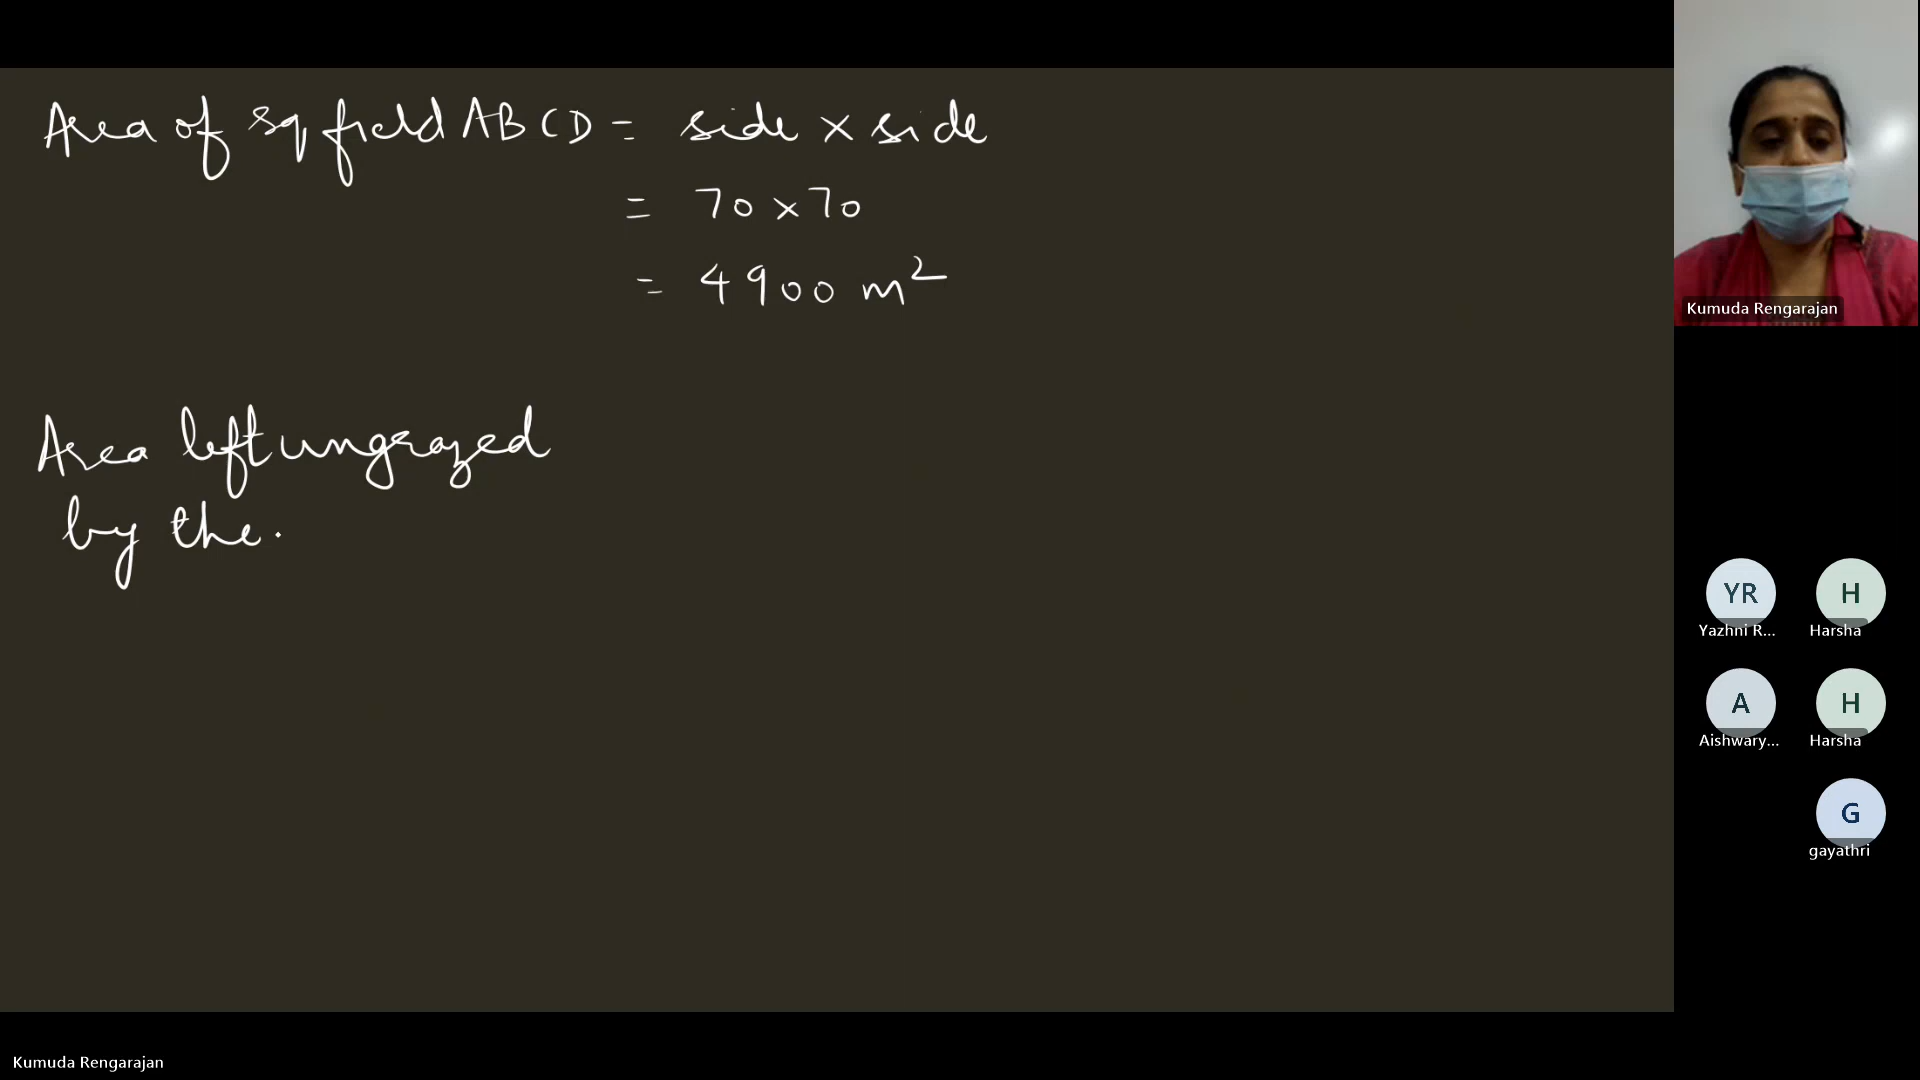 Area of sq field ABCD = side × side
= 70 × 70
= 4900 m²
Area left ungrazed
by the
Kumuda Rengarajan
YR
H
Yazhni R...
Harsha
A
H
Aishwary...
Harsha
G
gayathri
Kumuda Rengarajan